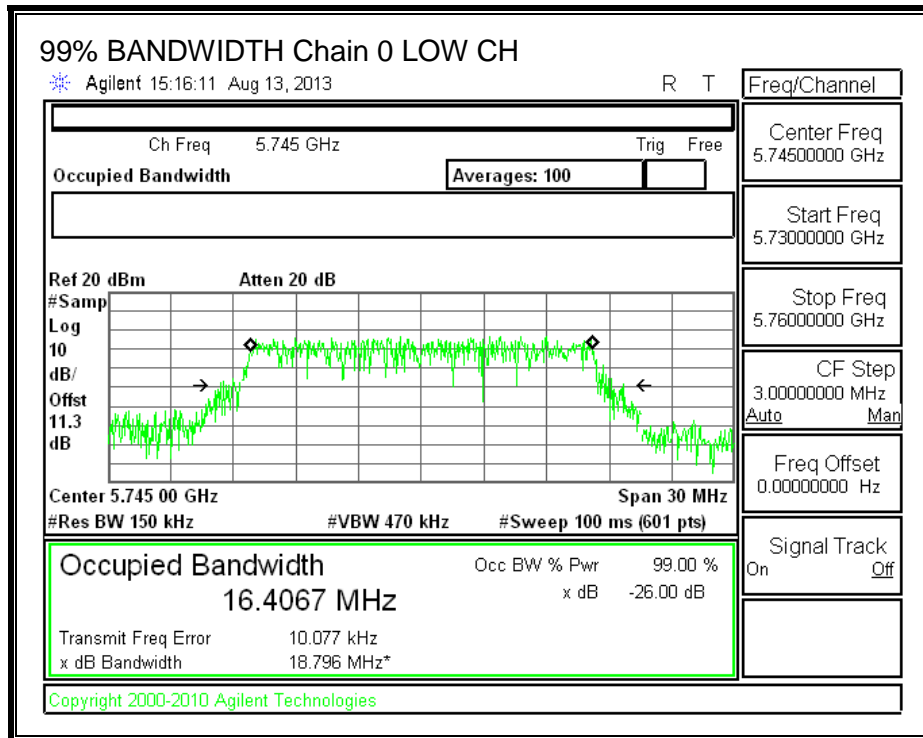 99% BANDWIDTH Chain 0 LOW CH
Agilent 15:16:11 Aug 13, 2013 R T
Ch Freq 5.745 GHz Trig Free
Occupied Bandwidth Averages: 100
Ref 20 dBm Atten 20 dB
#Samp
Log
10
dB/
Offst
11.3
dB
Center 5.745 00 GHz Span 30 MHz
#Res BW 150 kHz #VBW 470 kHz #Sweep 100 ms (601 pts)
Occupied Bandwidth Occ BW % Pwr 99.00 %
16.4067 MHz x dB -26.00 dB
Transmit Freq Error 10.077 kHz
x dB Bandwidth 18.796 MHz*
Copyright 2000-2010 Agilent Technologies
Freq/Channel
Center Freq
5.74500000 GHz
Start Freq
5.73000000 GHz
Stop Freq
5.76000000 GHz
CF Step
3.00000000 MHz
Auto Man
Freq Offset
0.00000000 Hz
Signal Track
On Off